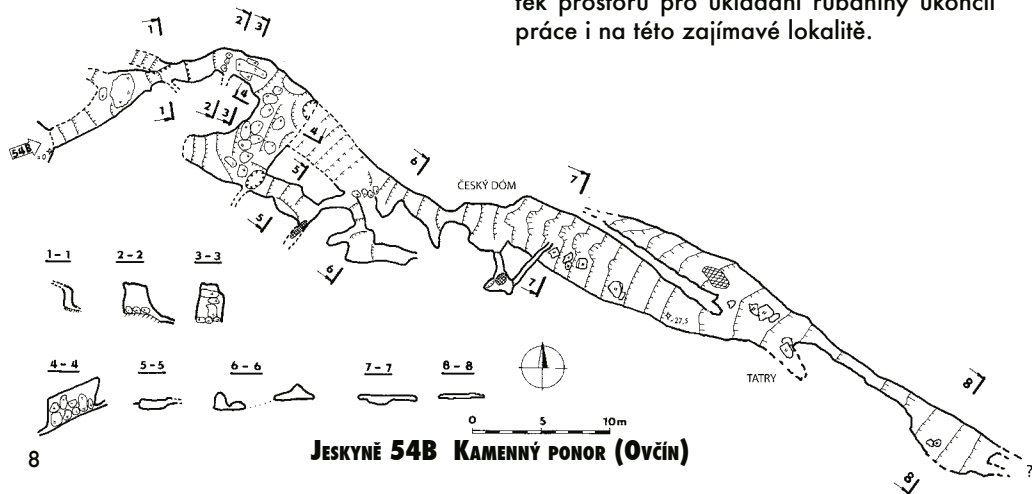 tek prostoru pro ukládání rubaniny ukončil
práce i na této zajímavé lokalitě.
1 2 3
54B
1 2 3 4
4
5 6
ČESKÝ DÓM 7
5
6
7
-27,5
TATRY
8
8
?
1-1 2-2 3-3
4-4 5-5 6-6 7-7 8-8
0 5 10m
JESKYNĚ 54B KAMENNÝ PONOR (OVČÍN)
8